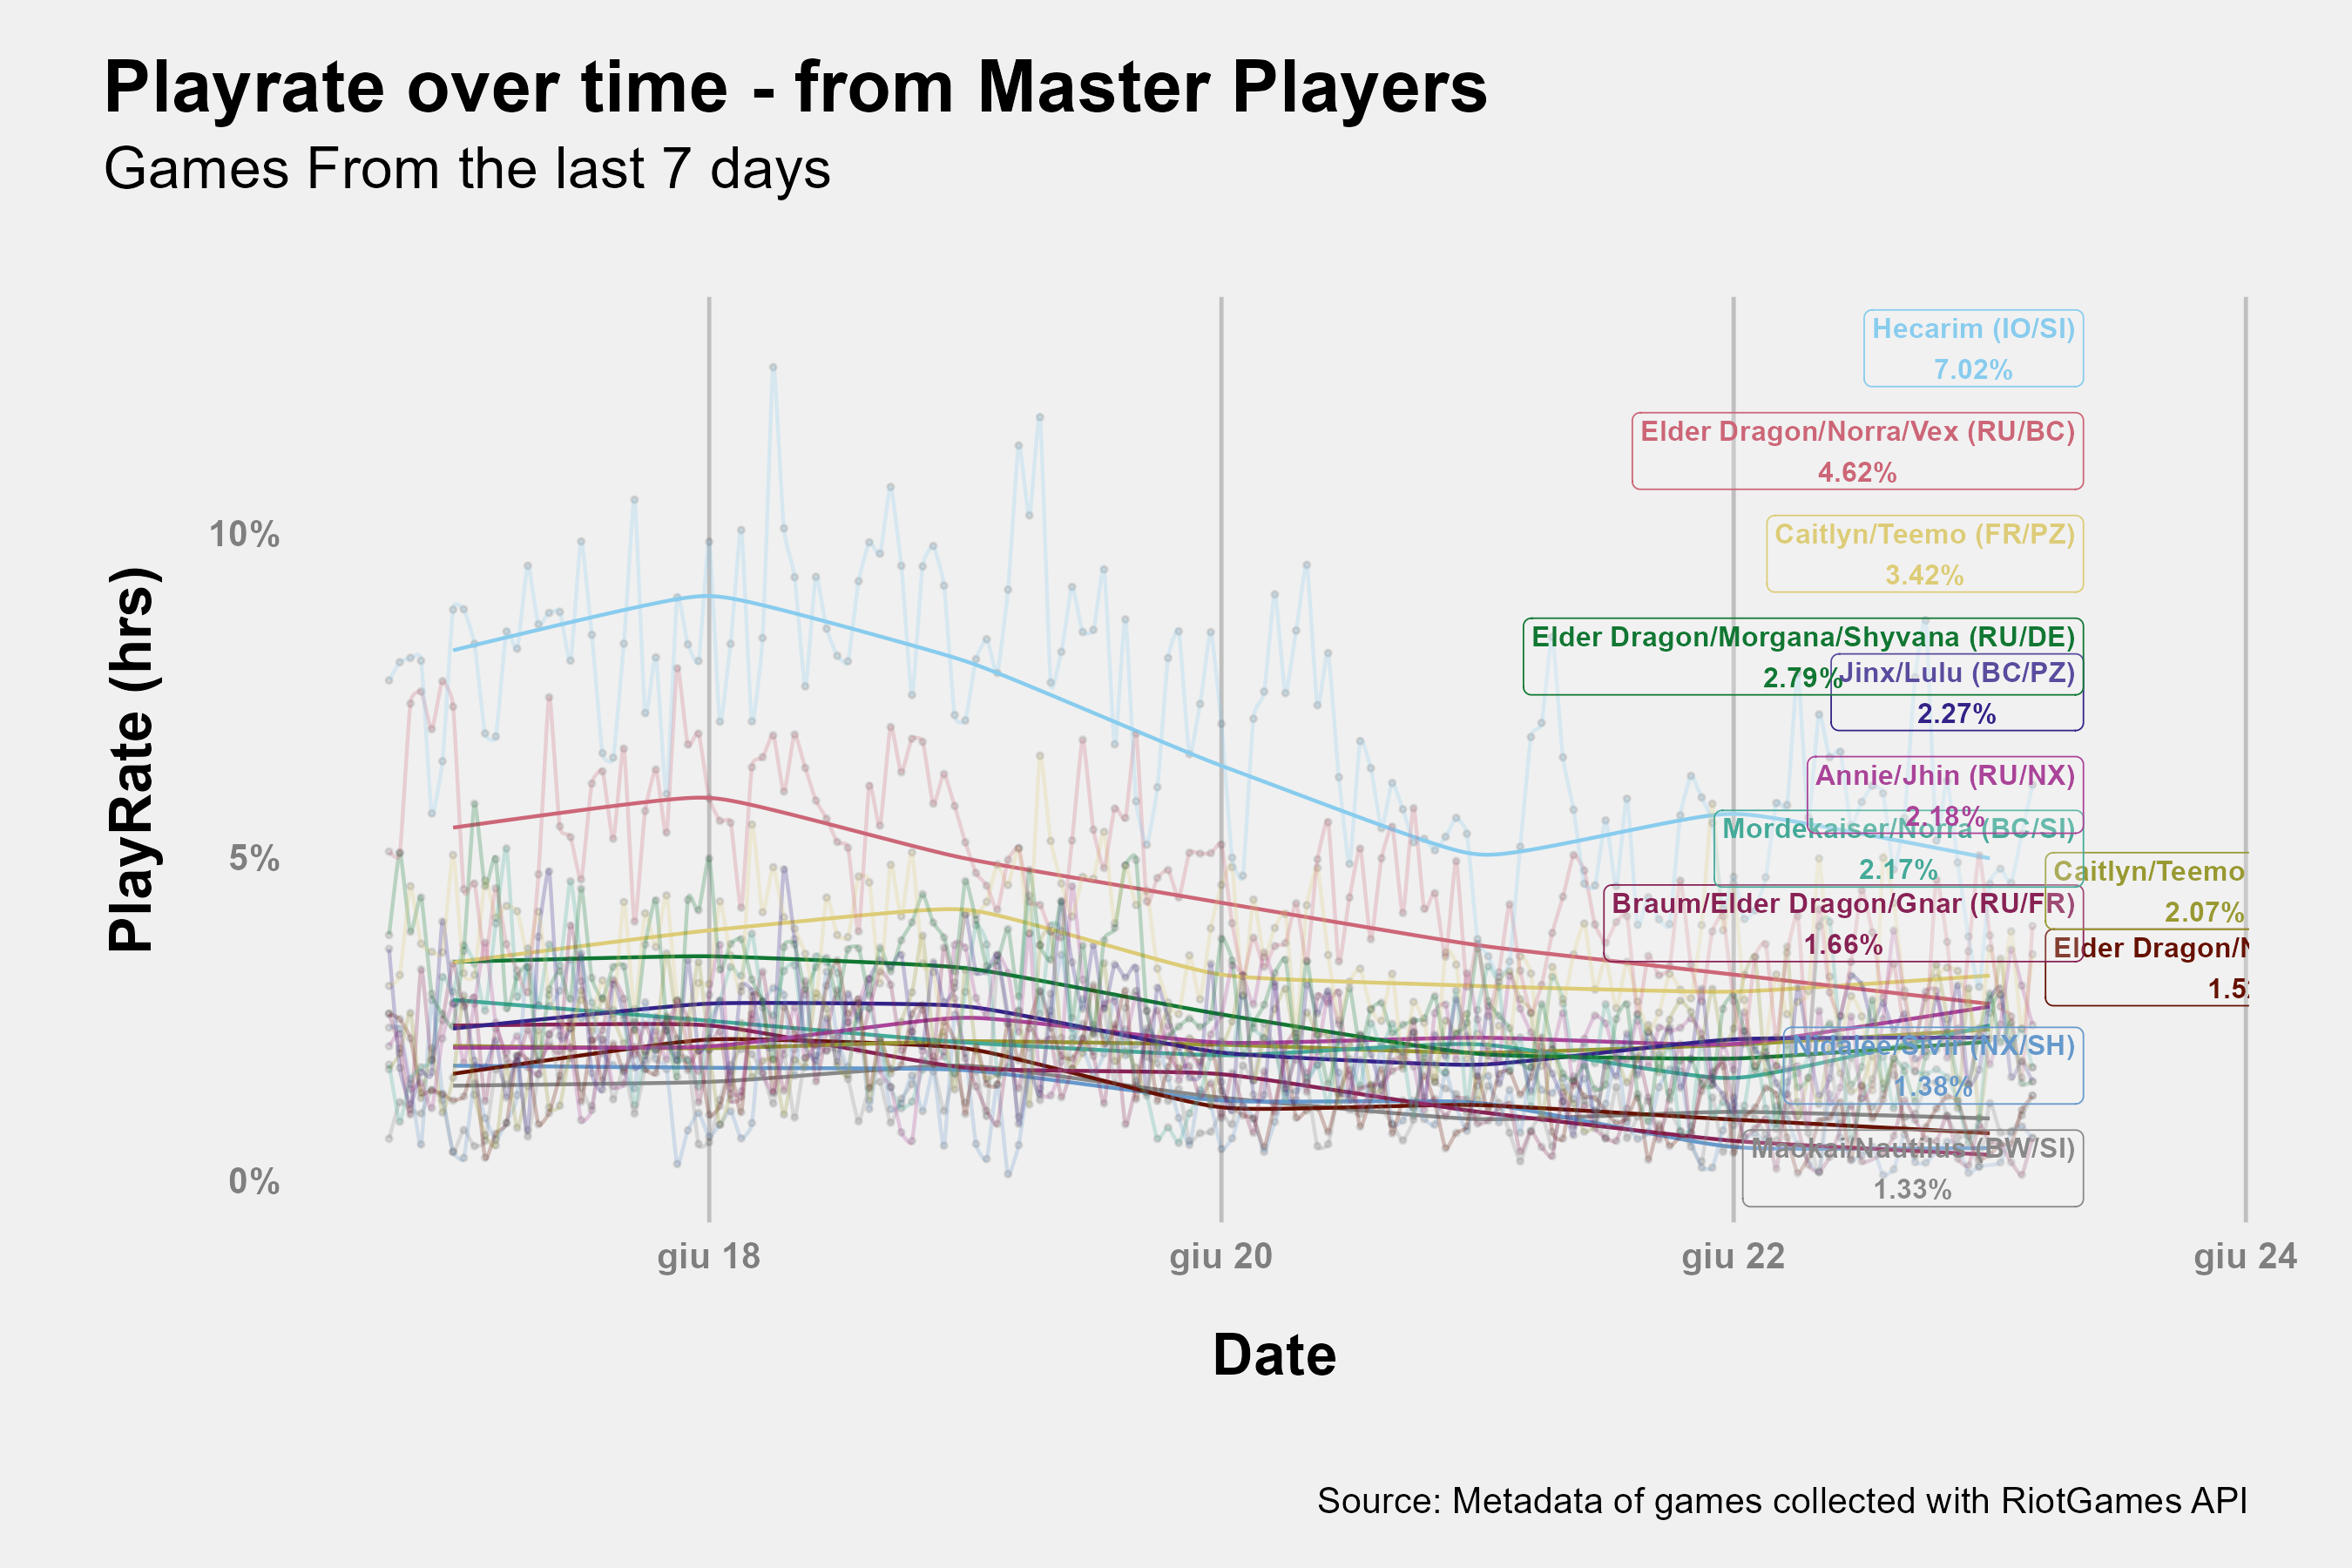 Playrate over time - from Master Players
Games From the last 7 days
PlayRate (hrs)
10%
5%
0%
Hecarim (IO/SI)
7.02%
Elder Dragon/Norra/Vex (RU/BC)
4.62%
Caitlyn/Teemo (FR/PZ)
3.42%
Elder Dragon/Morgana/Shyvana (RU/DE)
2.79%
Jinx/Lulu (BC/PZ)
2.27%
Annie/Jhin (RU/NX)
2.18%
Mordekaiser/Norra (BC/SI)
2.17%
Caitlyn/Teemo
2.07%
Braum/Elder Dragon/Gnar (RU/FR)
1.66%
Elder Dragon/
1.5
Nidalee/Sivir (NX/SH)
1.38%
Maokai/Nautilus (BW/SI)
1.33%
giu 18
giu 20
giu 22
giu 24
Date
Source: Metadata of games collected with RiotGames API